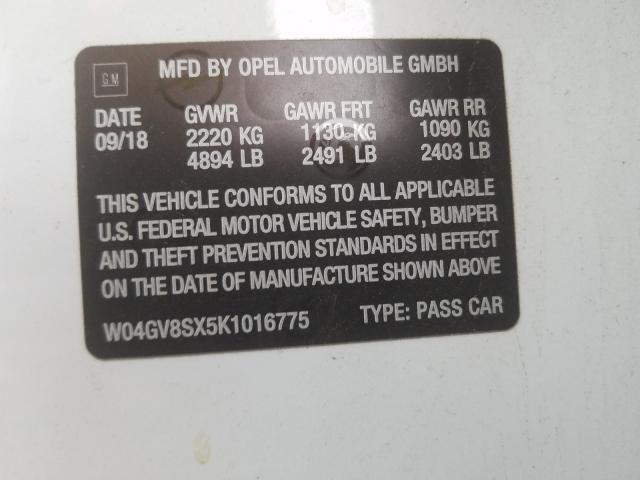 GM
MFD BY OPEL AUTOMOBILE GMBH
DATE GVWR GAWR FRT GAWR RR
09/18 2220 KG 1130 KG 1090 KG
4894 LB 2491 LB 2403 LB
THIS VEHICLE CONFORMS TO ALL APPLICABLE
U.S. FEDERAL MOTOR VEHICLE SAFETY, BUMPER
AND THEFT PREVENTION STANDARDS IN EFFECT
ON THE DATE OF MANUFACTURE SHOWN ABOVE
W04GV8SX5K1016775 TYPE: PASS CAR